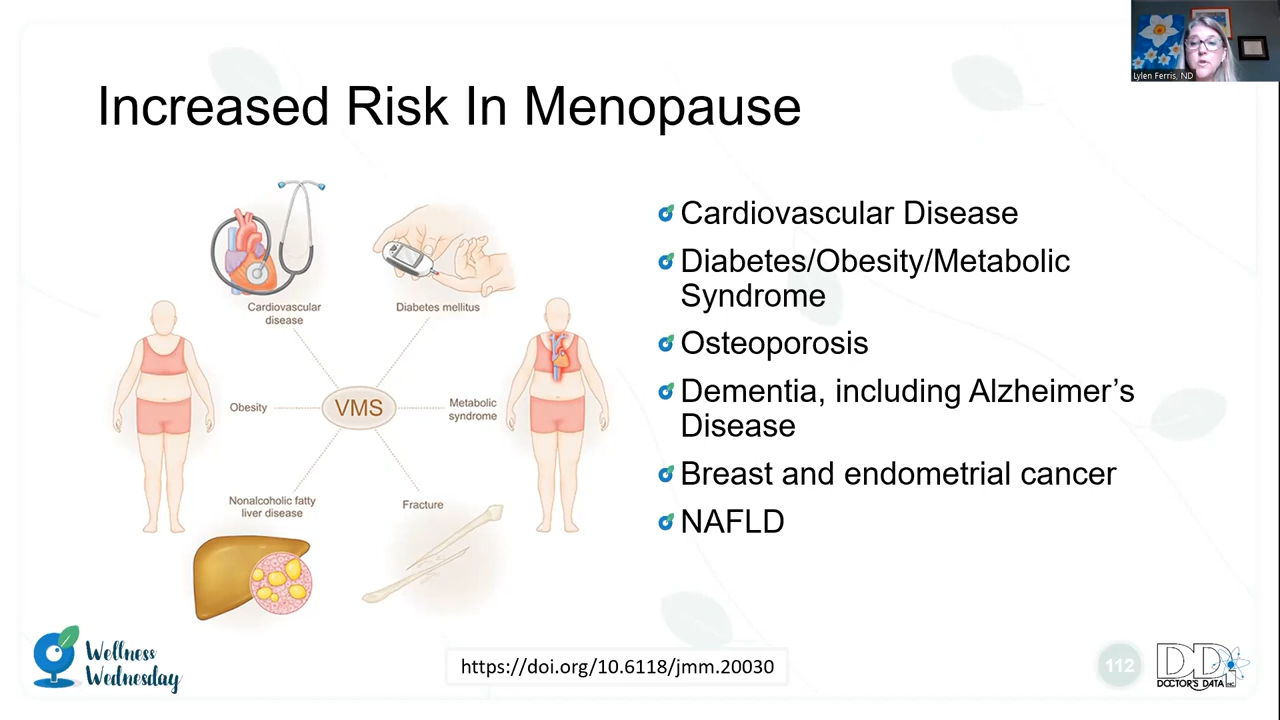 Lylen Ferris, ND
Increased Risk In Menopause
Cardiovascular
disease
Diabetes mellitus
Obesity
VMS
Metabolic
syndrome
Nonalcoholic fatty
liver disease
Fracture
Cardiovascular Disease
Diabetes/Obesity/Metabolic
Syndrome
Osteoporosis
Dementia, including Alzheimer’s
Disease
Breast and endometrial cancer
NAFLD
Wellness
Wednesday
https://doi.org/10.6118/jmm.20030
112
DDI
DOCTOR'S DATA INC.